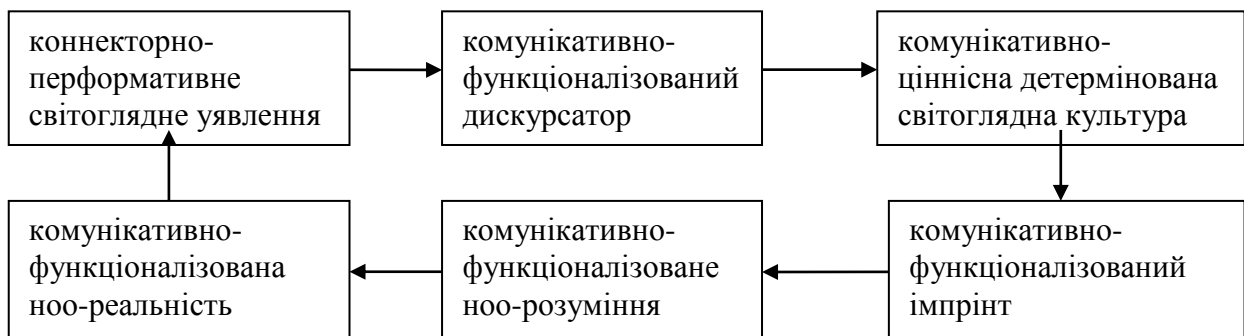 коннекторно-
перформативне
світоглядне уявлення
комунікативно-
функціоналізований
дискурсатор
комунікативно-
ціннісна детермінована
світоглядна культура
комунікативно-
функціоналізована
ноо-реальність
комунікативно-
функціоналізоване
ноо-розуміння
комунікативно-
функціоналізований
імпрінт